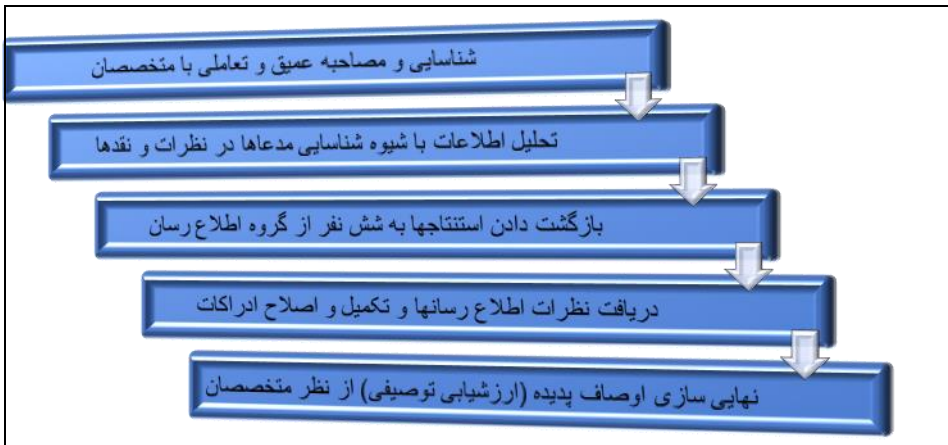 شناسایی و مصاحبه عمیق و تعاملی با متخصصان
تحلیل اطلاعات با شیوه شناسایی مدعاها در نظرات و نقدها
بازگشت دادن استنتاجها به شش نفر از گروه اطلاع رسان
دریافت نظرات اطلاع رسانها و تکمیل و اصلاح ادراکات
نهایی سازی اوصاف پدیده (ارزشیابی توصیفی) از نظر متخصصان